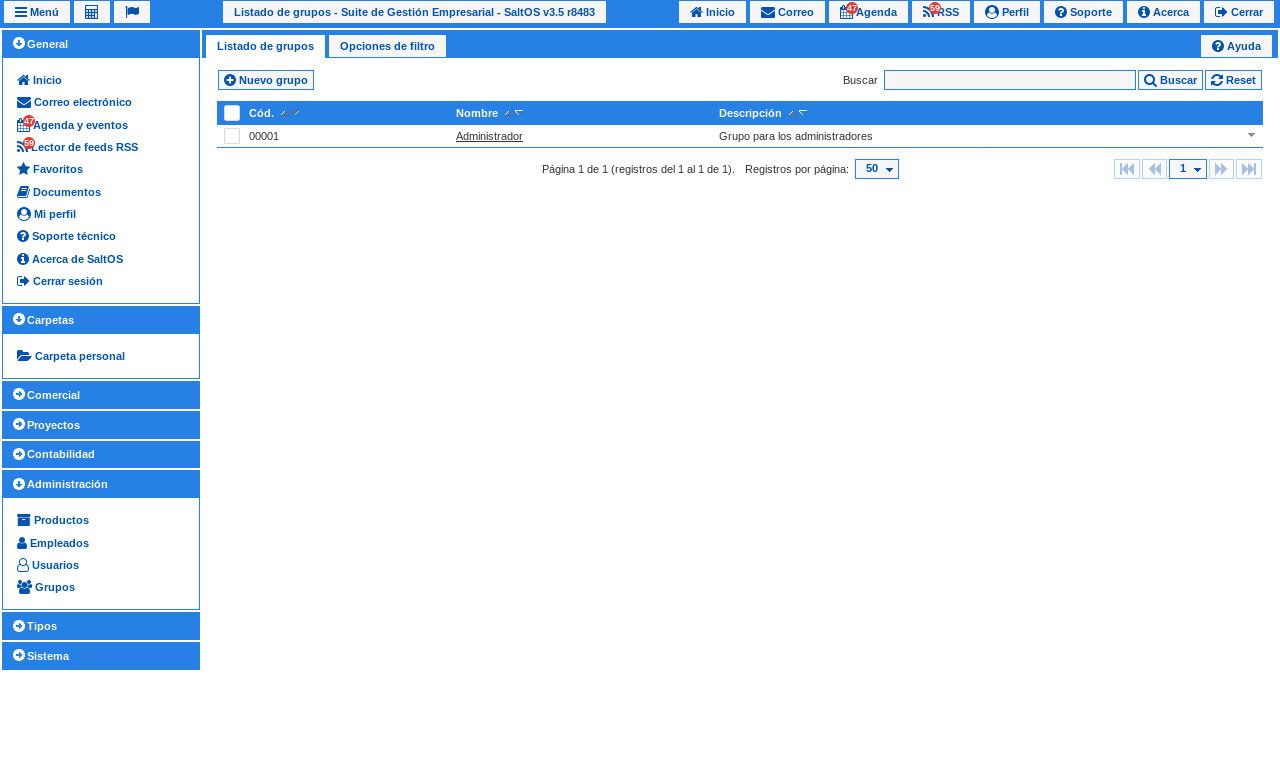 Menú
Listado de grupos - Suite de Gestión Empresarial - SaltOS v3.5 r8483
Inicio
Correo
47 Agenda
59 RSS
Perfil
Soporte
Acerca
Cerrar
General
Inicio
Correo electrónico
47 Agenda y eventos
59 Lector de feeds RSS
Favoritos
Documentos
Mi perfil
Soporte técnico
Acerca de SaltOS
Cerrar sesión
Carpetas
Carpeta personal
Comercial
Proyectos
Contabilidad
Administración
Productos
Empleados
Usuarios
Grupos
Tipos
Sistema
Listado de grupos
Opciones de filtro
Ayuda
Nuevo grupo
Buscar
Buscar
Reset
Cód. Nombre Descripción
00001 Administrador Grupo para los administradores
Página 1 de 1 (registros del 1 al 1 de 1). Registros por página: 50 1